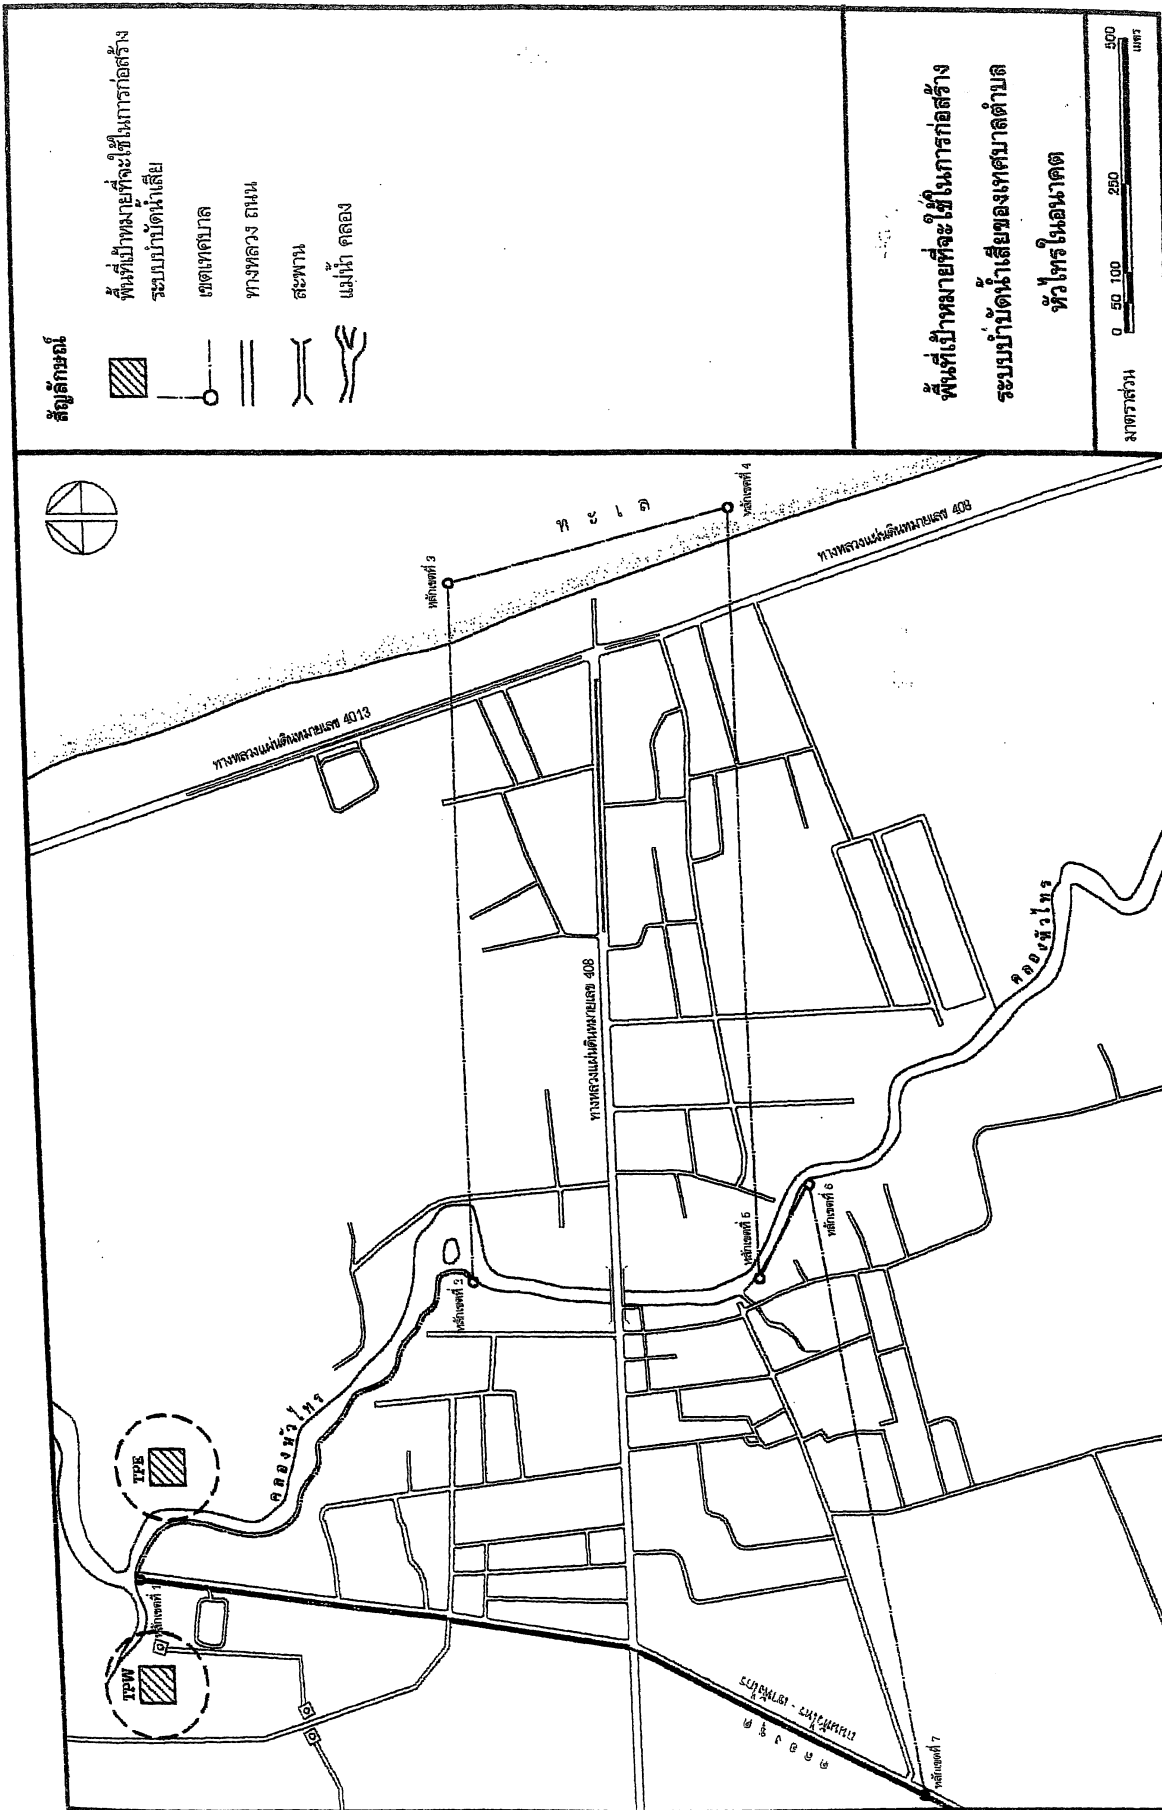 สัญลักษณ์
พื้นที่เป้าหมายที่จะใช้ในการก่อสร้าง
ระบบบำบัดน้ำเสีย
เขตเทศบาล
ทางหลวง ถนน
สะพาน
แม่น้ำ คลอง
พื้นที่เป้าหมายที่จะใช้ในการก่อสร้าง
ระบบบำบัดน้ำเสียของเทศบาลตำบล
หัวไทรในอนาคต
มาตราส่วน
0 50 100 250 500
เมตร
TPW
TPE
หลักเขตที่ 1
หลักเขตที่ 2
หลักเขตที่ 3
หลักเขตที่ 4
หลักเขตที่ 5
หลักเขตที่ 6
หลักเขตที่ 7
คลองหัวไทร
คลองหัวไทร
ทะเล
ทางหลวงแผ่นดินหมายเลข 4013
ทางหลวงแผ่นดินหมายเลข 408
ทางหลวงแผ่นดินหมายเลข 408